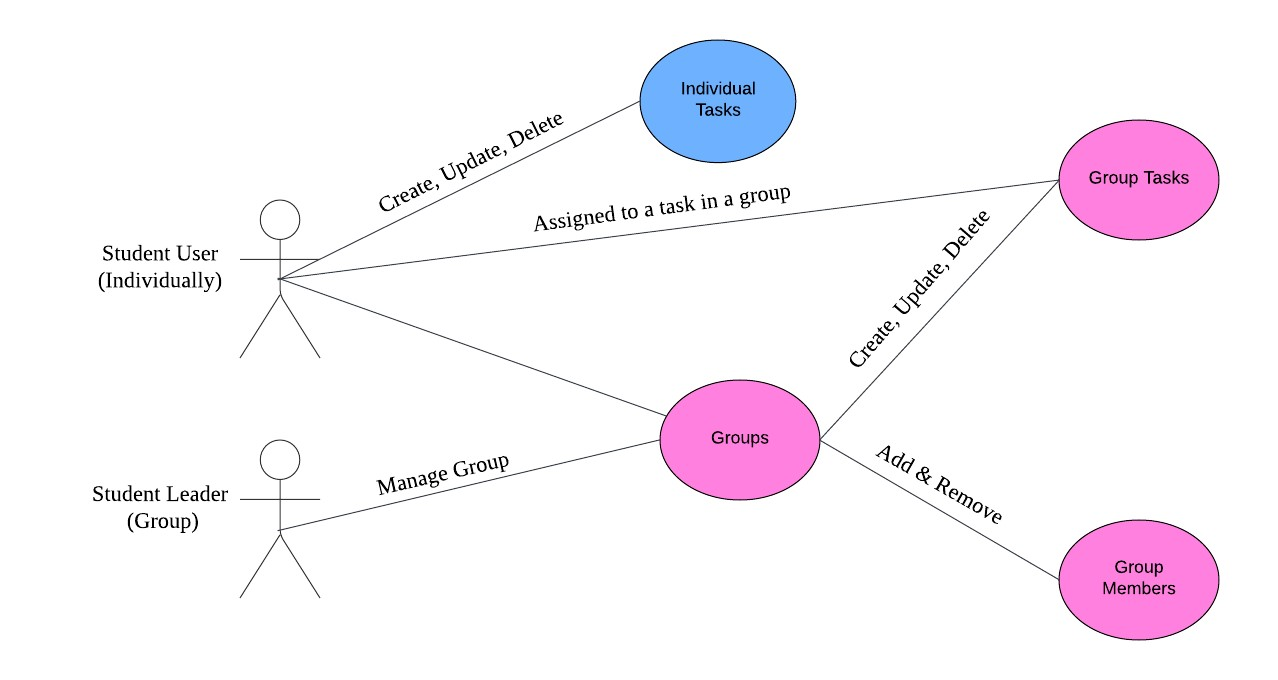 Individual
Tasks
Create, Update, Delete
Group Tasks
Assigned to a task in a group
Student User
(Individually)
Create, Update, Delete
Groups
Manage Group
Add & Remove
Student Leader
(Group)
Group
Members